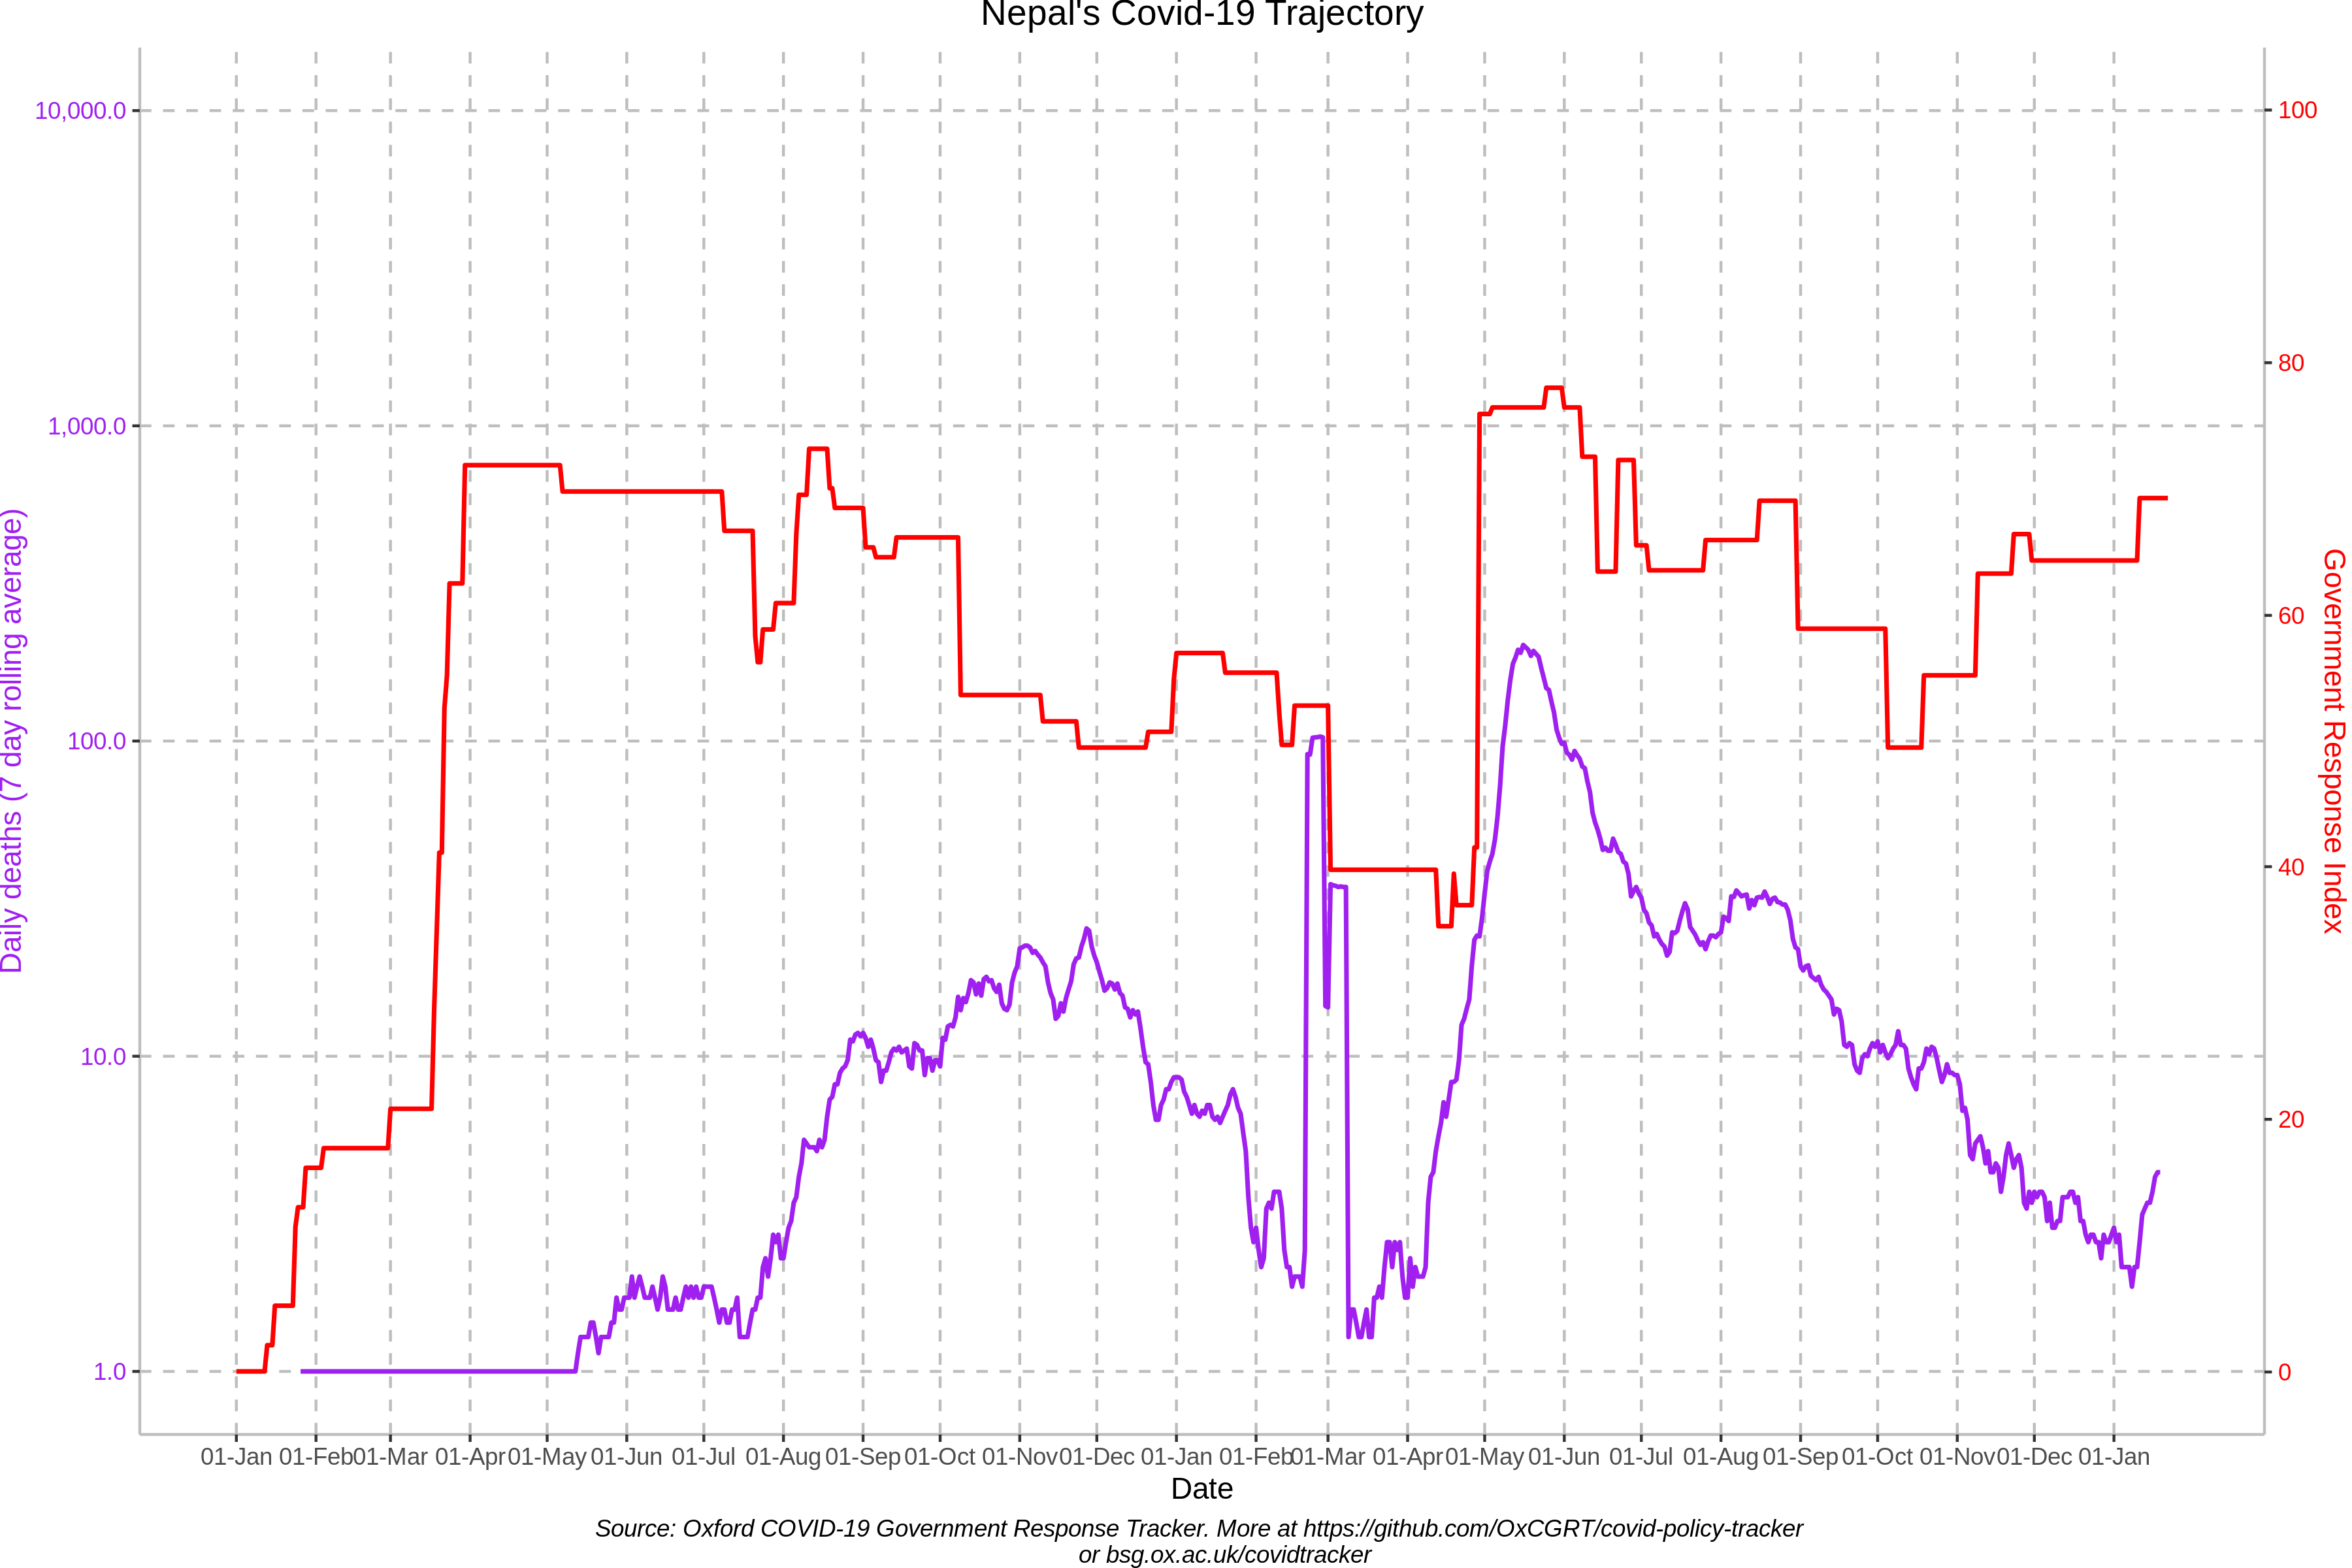 Nepal's Covid-19 Trajectory
10,000.0
1,000.0
100.0
10.0
1.0
Daily deaths (7 day rolling average)
100
80
60
40
20
0
Government Response Index
01-Jan 01-Feb 01-Mar 01-Apr 01-May 01-Jun 01-Jul 01-Aug 01-Sep 01-Oct 01-Nov 01-Dec 01-Jan 01-Feb 01-Mar 01-Apr 01-May 01-Jun 01-Jul 01-Aug 01-Sep 01-Oct 01-Nov 01-Dec 01-Jan
Date
Source: Oxford COVID-19 Government Response Tracker. More at https://github.com/OxCGRT/covid-policy-tracker
or bsg.ox.ac.uk/covidtracker